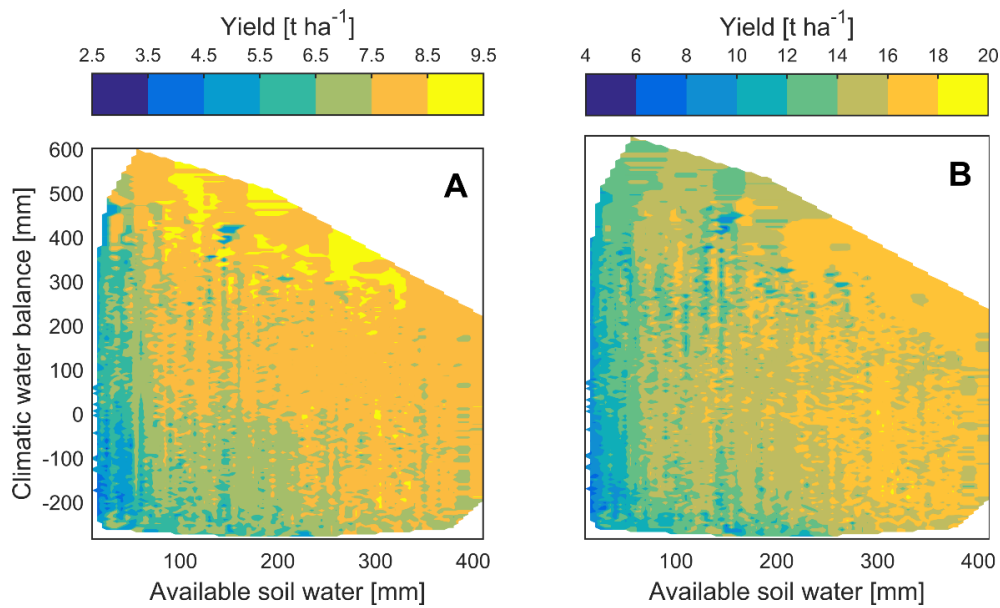 Yield [t ha-1]
2.5 3.5 4.5 5.5 6.5 7.5 8.5 9.5
Yield [t ha-1]
4 6 8 10 12 14 16 18 20
A
B
Climatic water balance [mm]
600
500
400
300
200
100
0
-100
-200
100 200 300 400
Available soil water [mm]
100 200 300 400
Available soil water [mm]